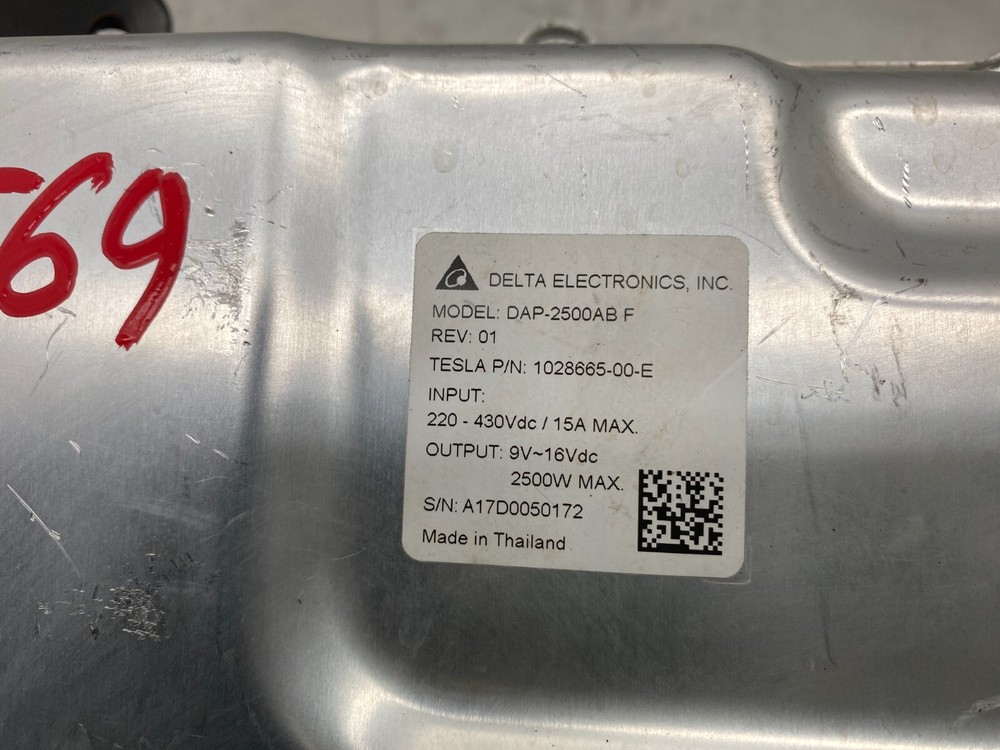 69
DELTA ELECTRONICS, INC.
MODEL: DAP-2500AB F
REV: 01
TESLA P/N: 1028665-00-E
INPUT:
220 - 430Vdc / 15A MAX.
OUTPUT: 9V~16Vdc
2500W MAX.
S/N: A17D0050172
Made in Thailand